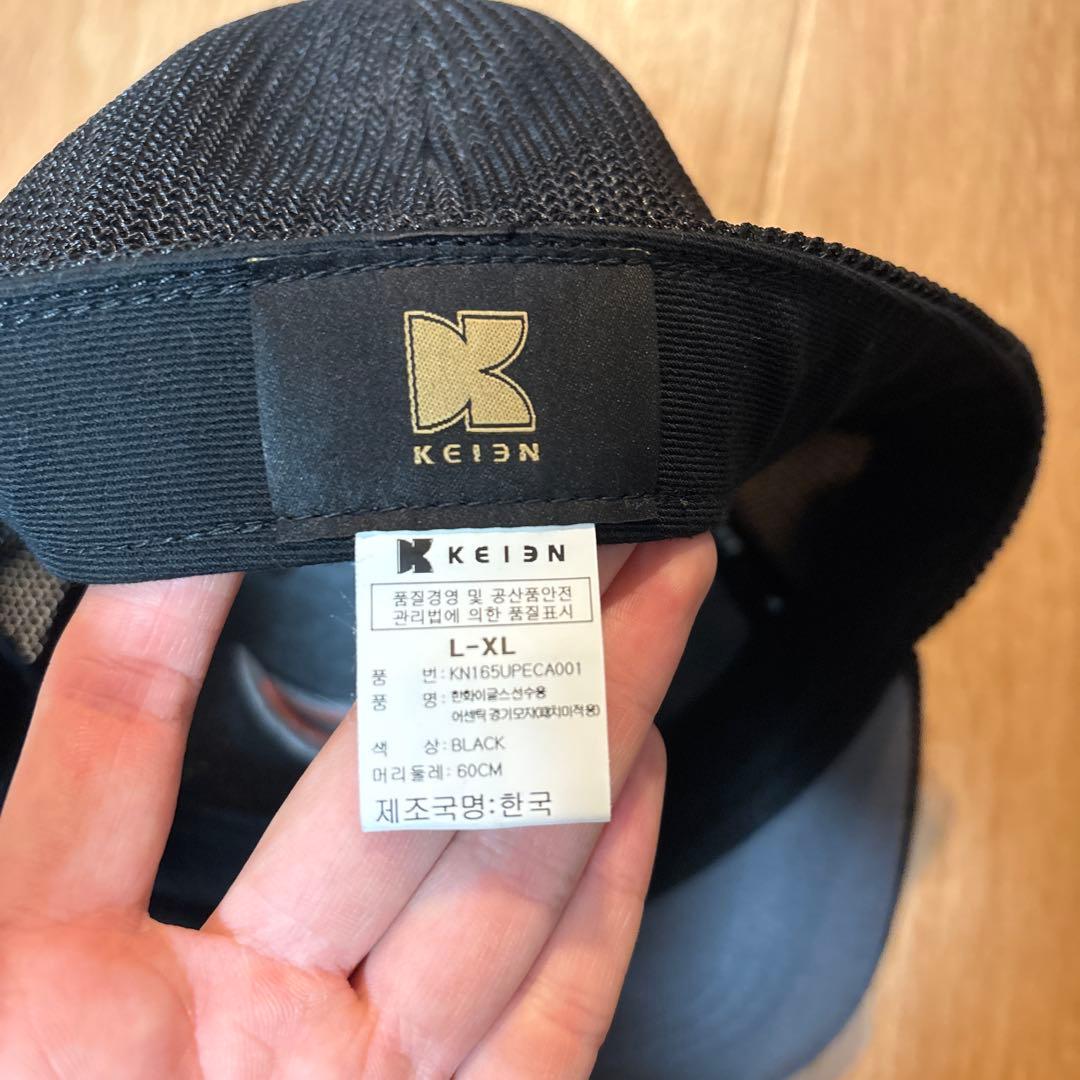 KEIEN
KEIEN
품질경영 및 공산품안전
관리법에 의한 품질표시
L-XL
품 번:KN165UPECA001
품 명:한화이글스선수용
어센틱경기모자(패치미적용)
색 상:BLACK
머리둘레:60CM
제조국명:한국